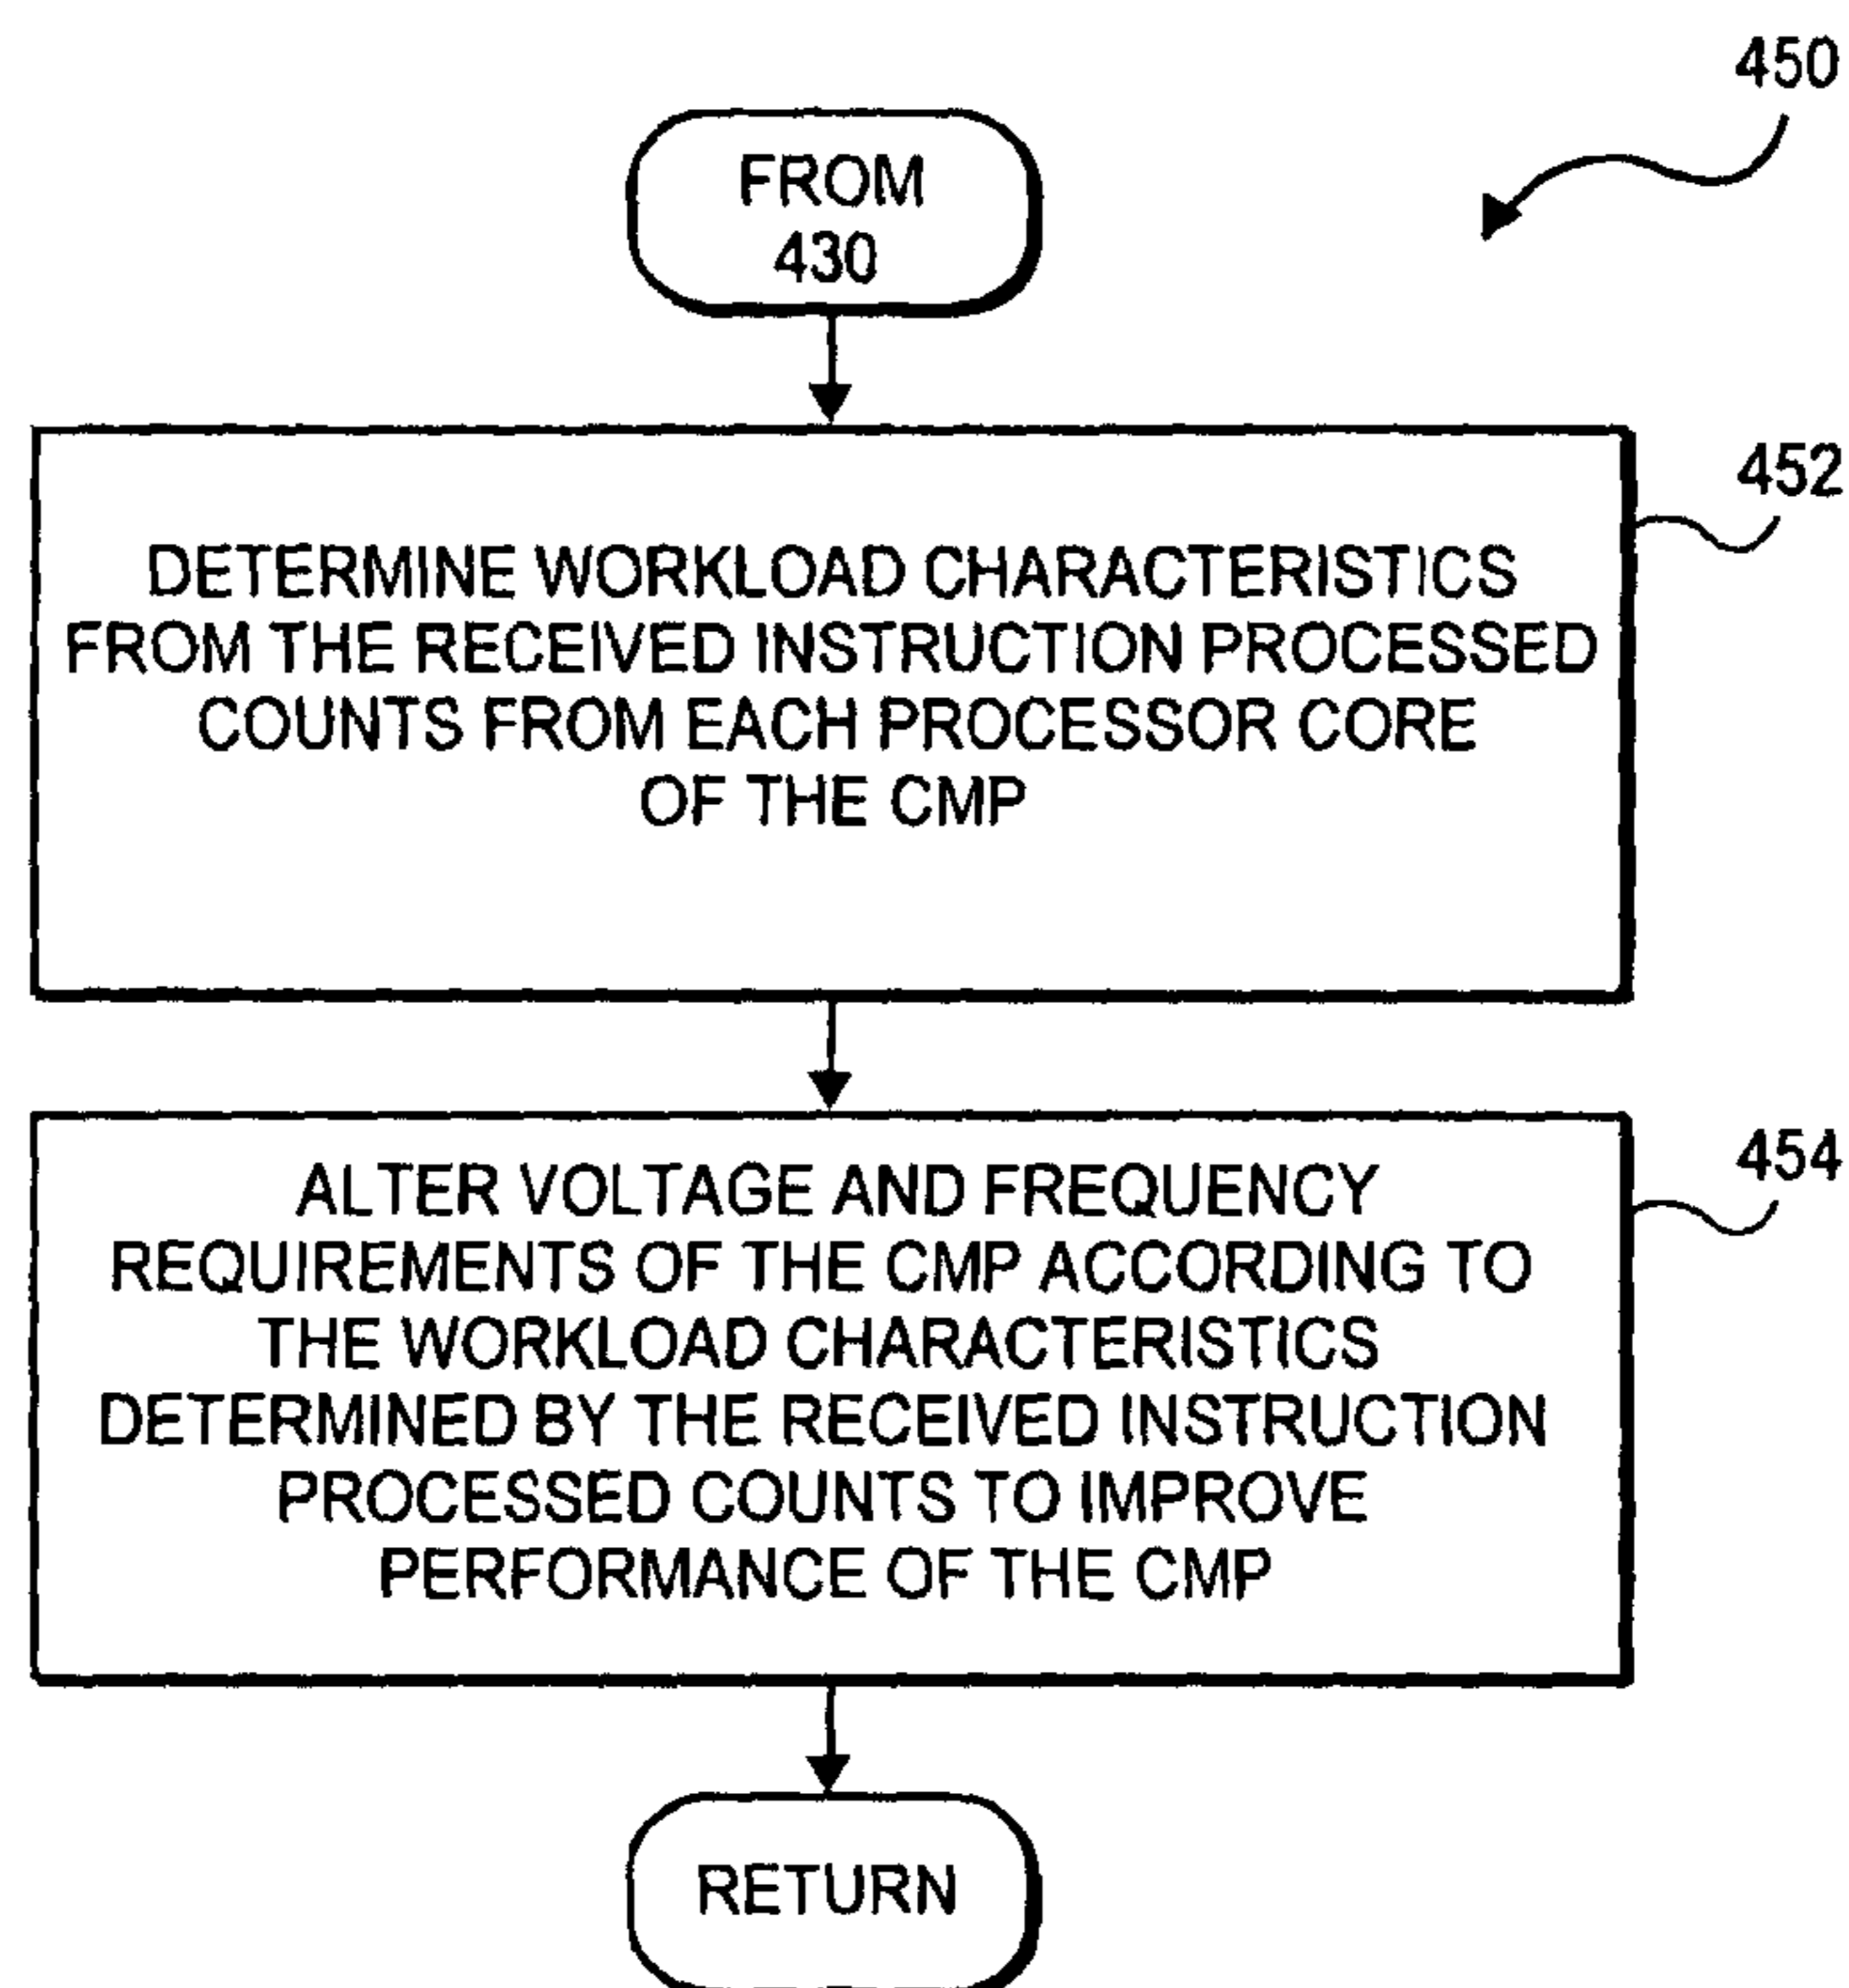 450
FROM
430
452
DETERMINE WORKLOAD CHARACTERISTICS
FROM THE RECEIVED INSTRUCTION PROCESSED
COUNTS FROM EACH PROCESSOR CORE
OF THE CMP
454
ALTER VOLTAGE AND FREQUENCY
REQUIREMENTS OF THE CMP ACCORDING TO
THE WORKLOAD CHARACTERISTICS
DETERMINED BY THE RECEIVED INSTRUCTION
PROCESSED COUNTS TO IMPROVE
PERFORMANCE OF THE CMP
RETURN